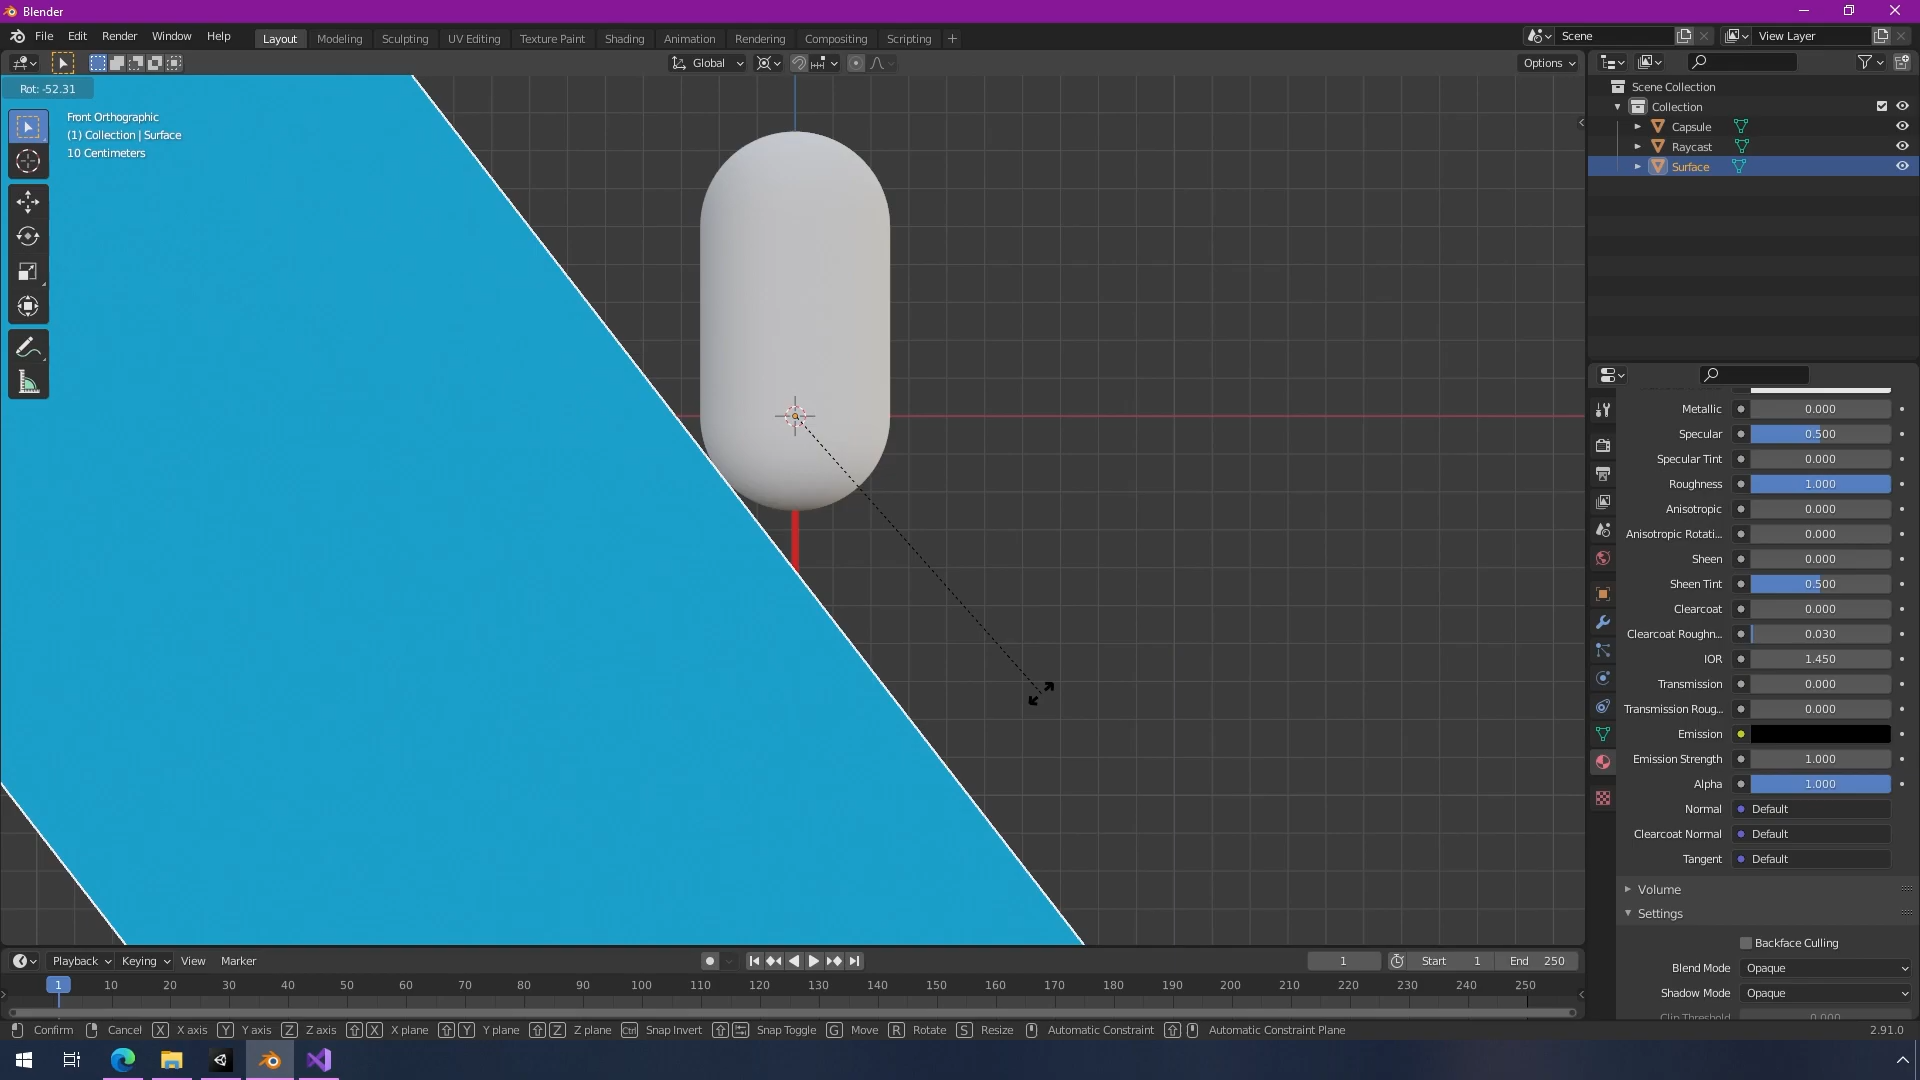 Blender
File Edit Render Window Help Layout Modeling Sculpting UV Editing Texture Paint Shading Animation Rendering Compositing Scripting + Scene View Layer
Global Options
Rot: -52.31
Front Orthographic
(1) Collection | Surface
10 Centimeters
Scene Collection
Collection
Capsule
Raycast
Surface
Metallic 0.000
Specular 0.500
Specular Tint 0.000
Roughness 1.000
Anisotropic 0.000
Anisotropic Rotati... 0.000
Sheen 0.000
Sheen Tint 0.500
Clearcoat 0.000
Clearcoat Roughn... 0.030
IOR 1.450
Transmission 0.000
Transmission Roug... 0.000
Emission
Emission Strength 1.000
Alpha 1.000
Normal Default
Clearcoat Normal Default
Tangent Default
Volume
Settings
Backface Culling
Blend Mode Opaque
Shadow Mode Opaque
Clip Threshold 0.000
Playback Keying View Marker 1 Start 1 End 250
1 10 20 30 40 50 60 70 80 90 100 110 120 130 140 150 160 170 180 190 200 210 220 230 240 250
Confirm Cancel X X axis Y Y axis Z Z axis X X plane Y Y plane Z Z plane Ctrl Snap Invert Snap Toggle G Move R Rotate S Resize Automatic Constraint Automatic Constraint Plane 2.91.0